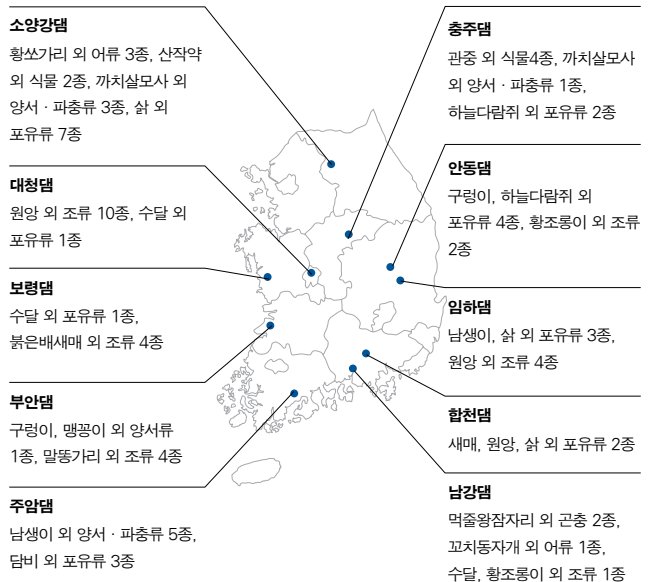 소양강댐
황쏘가리 외 어류 3종, 산작약
외 식물 2종, 까치살모사 외
양서 · 파충류 3종, 삵 외
포유류 7종
대청댐
원앙 외 조류 10종, 수달 외
포유류 1종
보령댐
수달 외 포유류 1종,
붉은배새매 외 조류 4종
부안댐
구렁이, 맹꽁이 외 양서류
1종, 말똥가리 외 조류 4종
주암댐
남생이 외 양서 · 파충류 5종,
담비 외 포유류 3종
충주댐
관중 외 식물4종, 까치살모사
외 양서 · 파충류 1종,
하늘다람쥐 외 포유류 2종
안동댐
구렁이, 하늘다람쥐 외
포유류 4종, 황조롱이 외 조류
2종
임하댐
남생이, 삵 외 포유류 3종,
원앙 외 조류 4종
합천댐
새매, 원앙, 삵 외 포유류 2종
남강댐
먹줄왕잠자리 외 곤충 2종,
꼬치동자개 외 어류 1종,
수달, 황조롱이 외 조류 1종